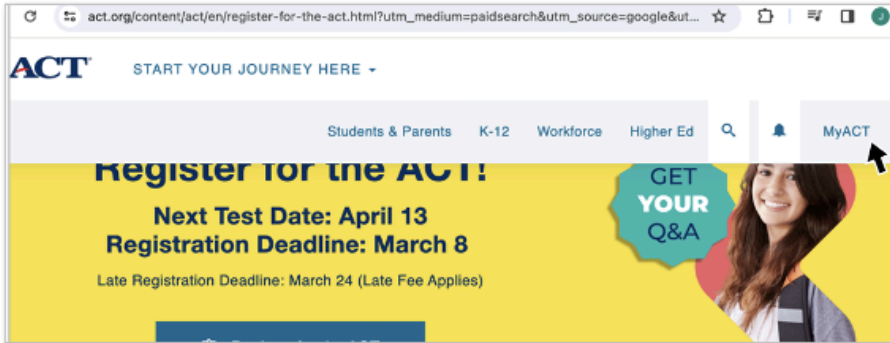 act.org/content/act/en/register-for-the-act.html?utm_medium=paidsearch&utm_source=google&ut...
J
ACT
START YOUR JOURNEY HERE
Students & Parents K-12 Workforce Higher Ed MyACT
Register for the ACT!
GET
YOUR
Q&A
Next Test Date: April 13
Registration Deadline: March 8
Late Registration Deadline: March 24 (Late Fee Applies)